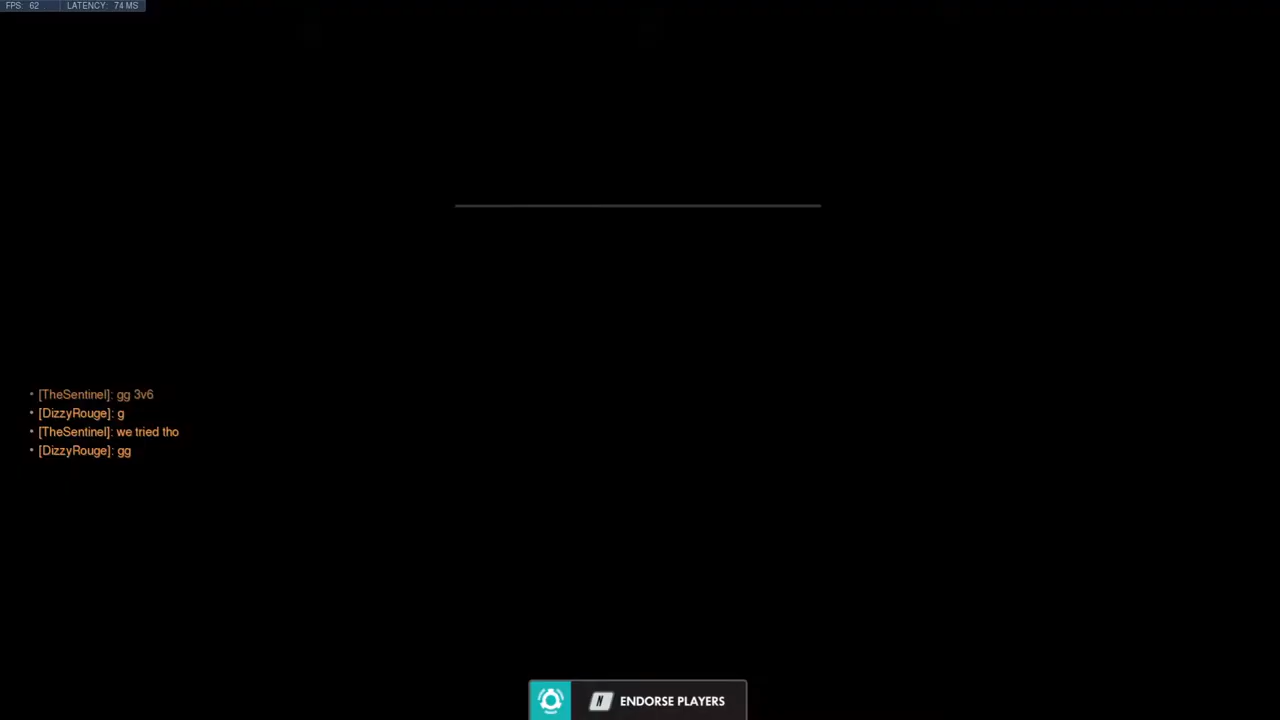 FPS: 62 LATENCY: 74 MS
• [TheSentinel]: gg 3v6
• [DizzyRouge]: g
• [TheSentinel]: we tried tho
• [DizzyRouge]: gg
N ENDORSE PLAYERS